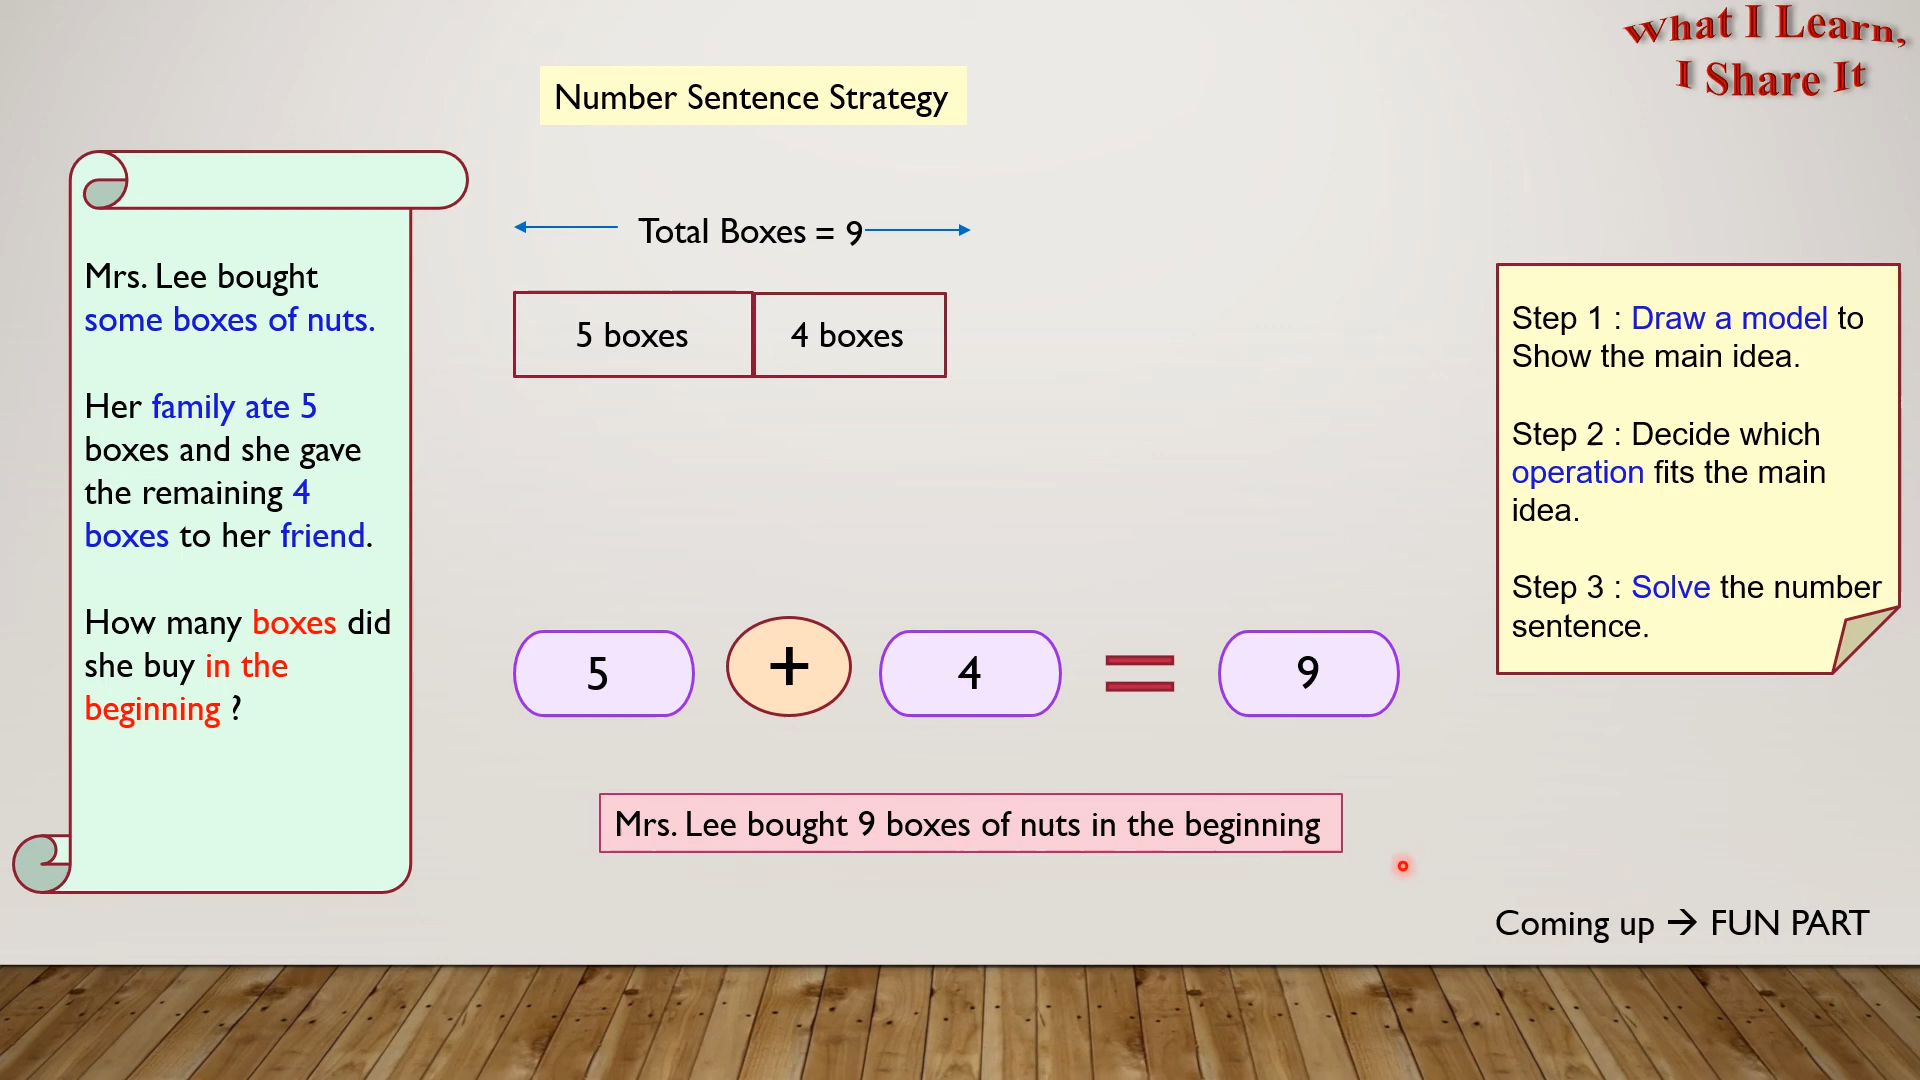 What I Learn,
I Share It
Number Sentence Strategy
Mrs. Lee bought
some boxes of nuts.
Her family ate 5
boxes and she gave
the remaining 4
boxes to her friend.
How many boxes did
she buy in the
beginning ?
Total Boxes = 9
5 boxes
4 boxes
5 + 4 = 9
Mrs. Lee bought 9 boxes of nuts in the beginning
Step 1 : Draw a model to
Show the main idea.
Step 2 : Decide which
operation fits the main
idea.
Step 3 : Solve the number
sentence.
Coming up → FUN PART